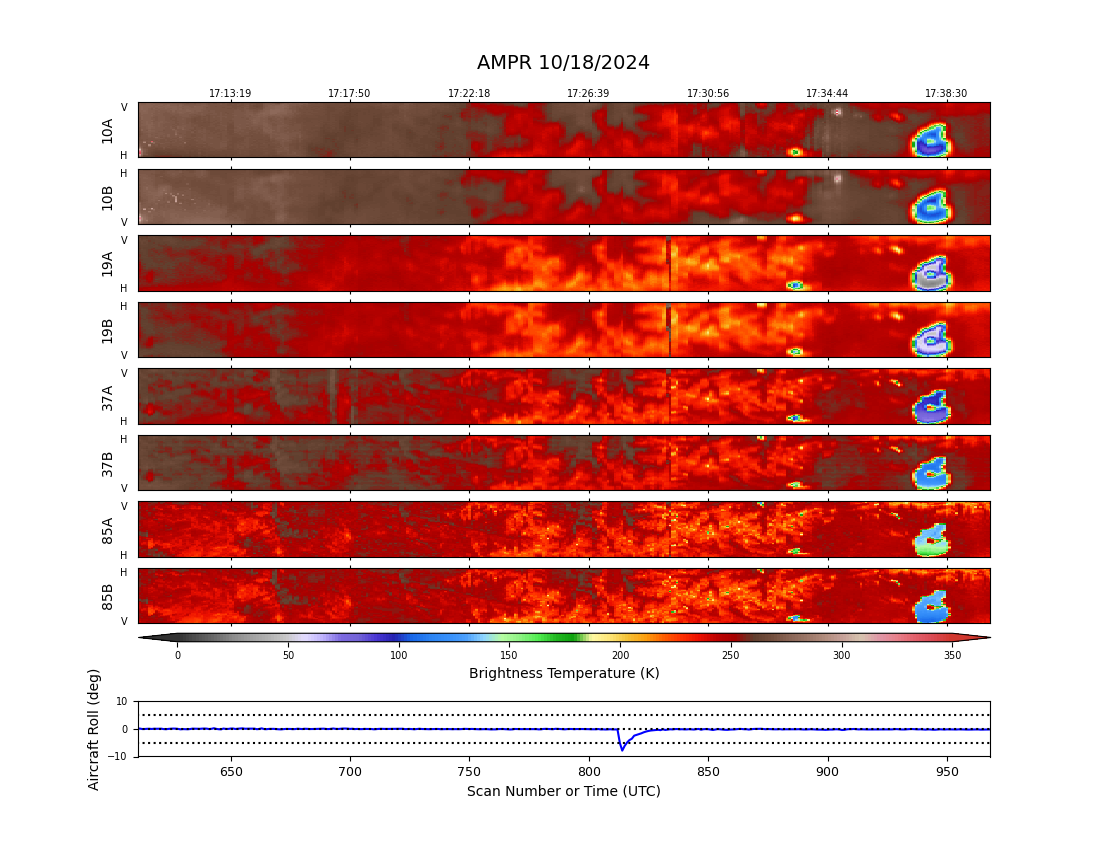 AMPR 10/18/2024
17:13:19 17:17:50 17:22:18 17:26:39 17:30:56 17:34:44 17:38:30
V
10A
H
H
10B
V
V
19A
H
H
19B
V
V
37A
H
H
37B
V
V
85A
H
H
85B
V
0 50 100 150 200 250 300 350
Brightness Temperature (K)
Aircraft Roll (deg)
10
0
−10
650 700 750 800 850 900 950
Scan Number or Time (UTC)